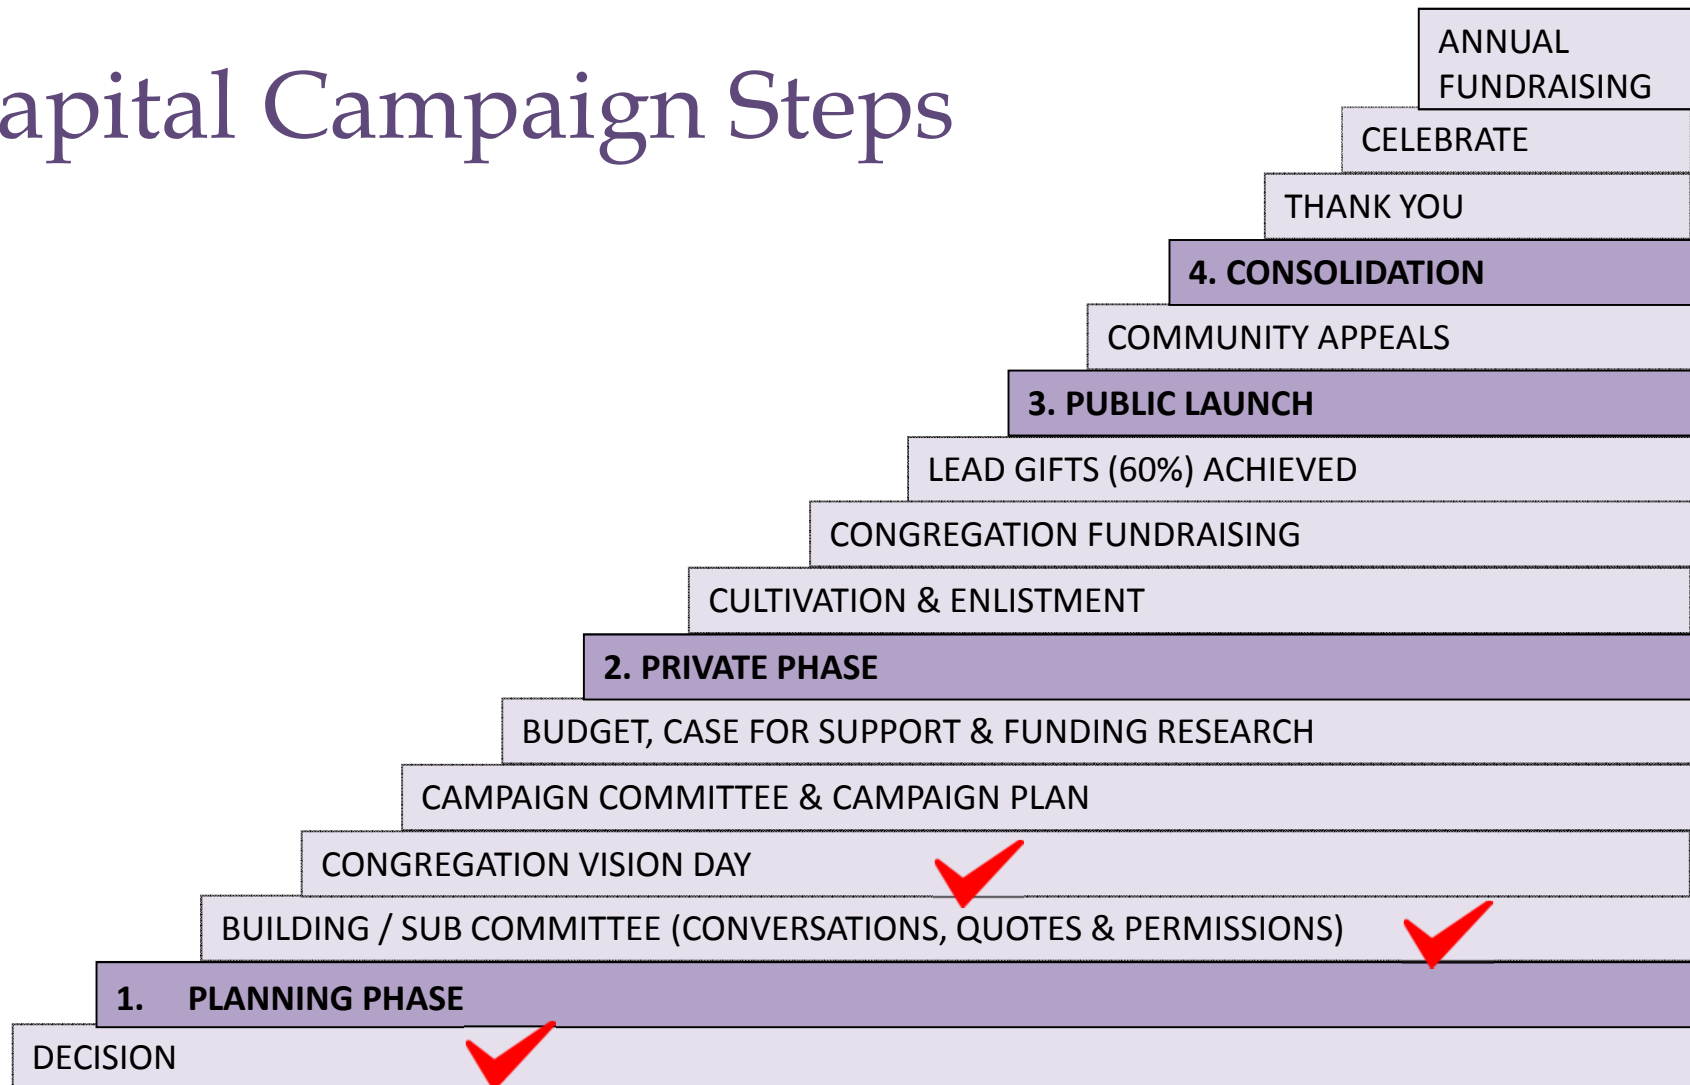 apital Campaign Steps
ANNUAL
FUNDRAISING
CELEBRATE
THANK YOU
4. CONSOLIDATION
COMMUNITY APPEALS
3. PUBLIC LAUNCH
LEAD GIFTS (60%) ACHIEVED
CONGREGATION FUNDRAISING
CULTIVATION & ENLISTMENT
2. PRIVATE PHASE
BUDGET, CASE FOR SUPPORT & FUNDING RESEARCH
CAMPAIGN COMMITTEE & CAMPAIGN PLAN
CONGREGATION VISION DAY
BUILDING / SUB COMMITTEE (CONVERSATIONS, QUOTES & PERMISSIONS)
1. PLANNING PHASE
DECISION